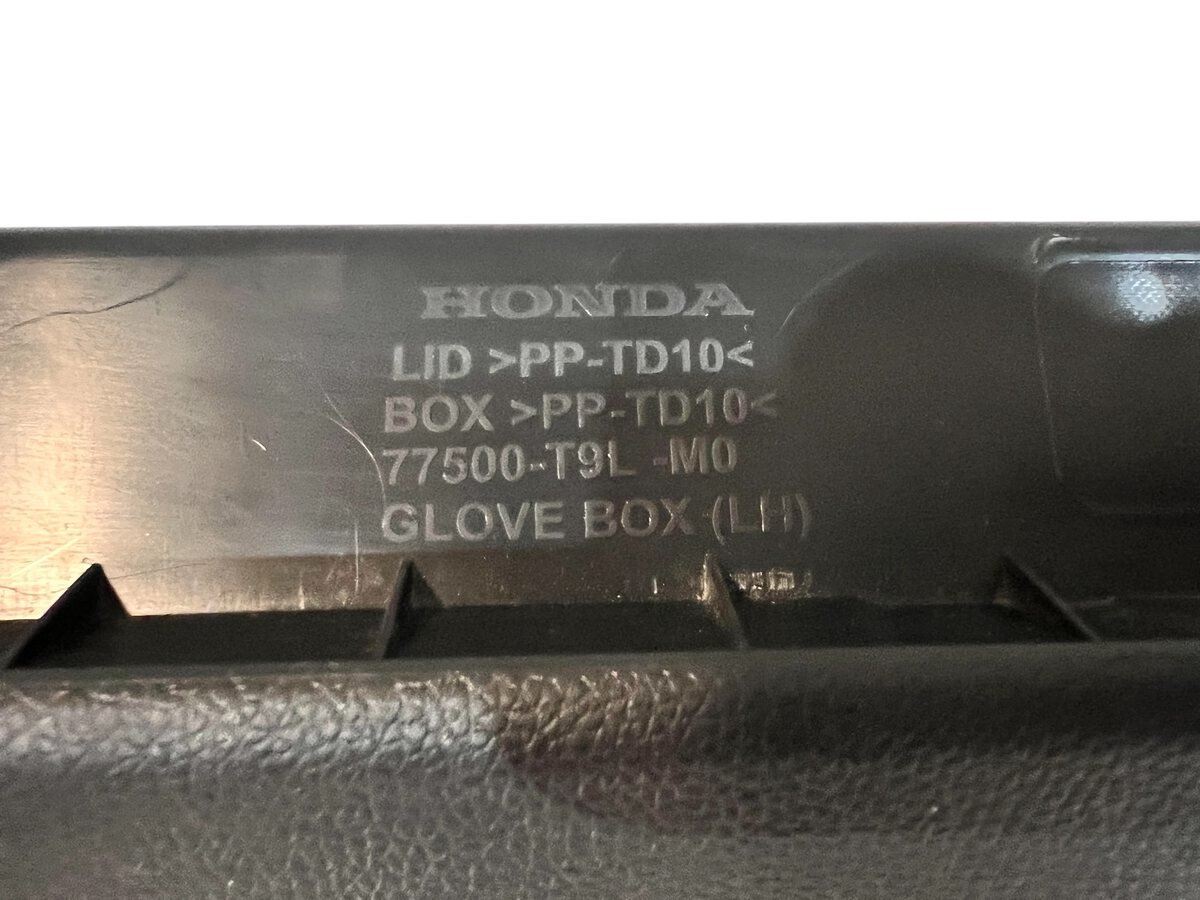 HONDA
LID >PP-TD10<
BOX >PP-TD10<
77500-T9L -M0
GLOVE BOX (LH)